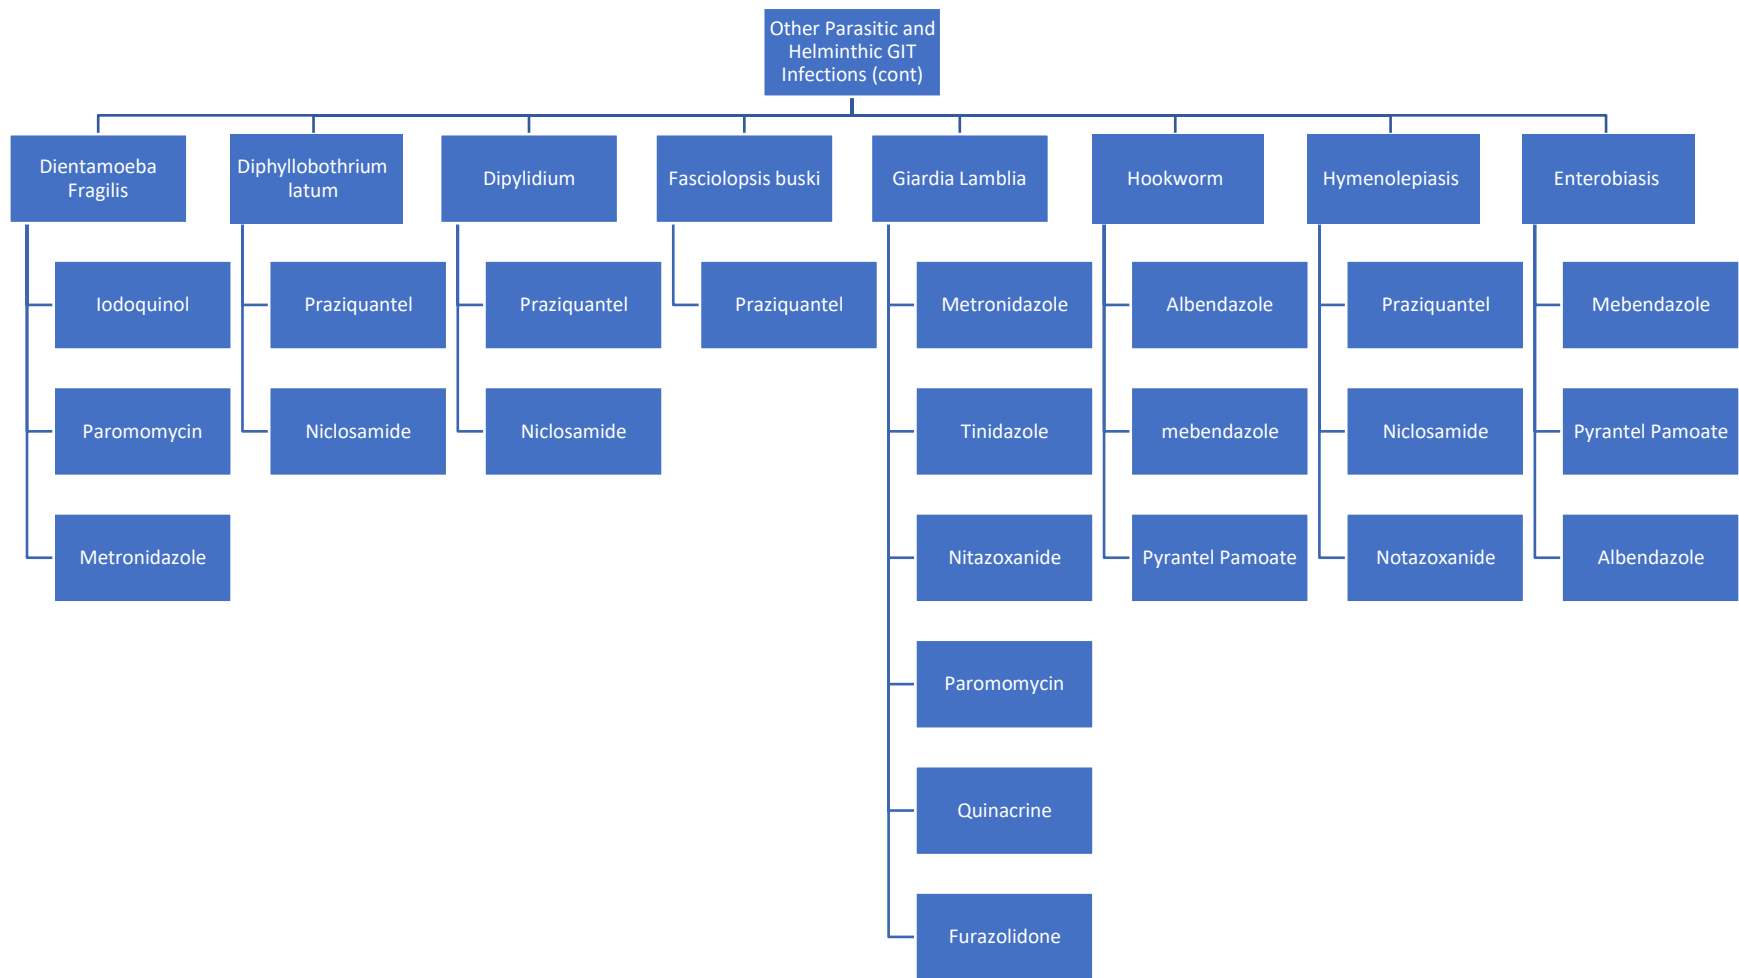 Other Parasitic and
Helminthic GIT
Infections (cont)
Dientamoeba
Fragilis
Iodoquinol
Paromomycin
Metronidazole
Diphyllobothrium
latum
Praziquantel
Niclosamide
Dipylidium
Praziquantel
Niclosamide
Fasciolopsis buski
Praziquantel
Giardia Lamblia
Metronidazole
Tinidazole
Nitazoxanide
Paromomycin
Quinacrine
Furazolidone
Hookworm
Albendazole
mebendazole
Pyrantel Pamoate
Hymenolepiasis
Praziquantel
Niclosamide
Notazoxanide
Enterobiasis
Mebendazole
Pyrantel Pamoate
Albendazole